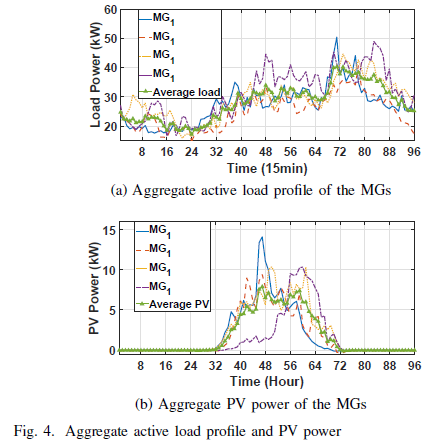 60
50
40
30
20
Load Power (kW)
MG1
MG1
MG1
MG1
Average load
8 16 24 32 40 48 56 64 72 80 88 96
Time (15min)
(a) Aggregate active load profile of the MGs
15
10
5
0
PV Power (kW)
MG1
MG1
MG1
MG1
Average PV
8 16 24 32 40 48 56 64 72 80 88 96
Time (Hour)
(b) Aggregate PV power of the MGs
Fig. 4. Aggregate active load profile and PV power